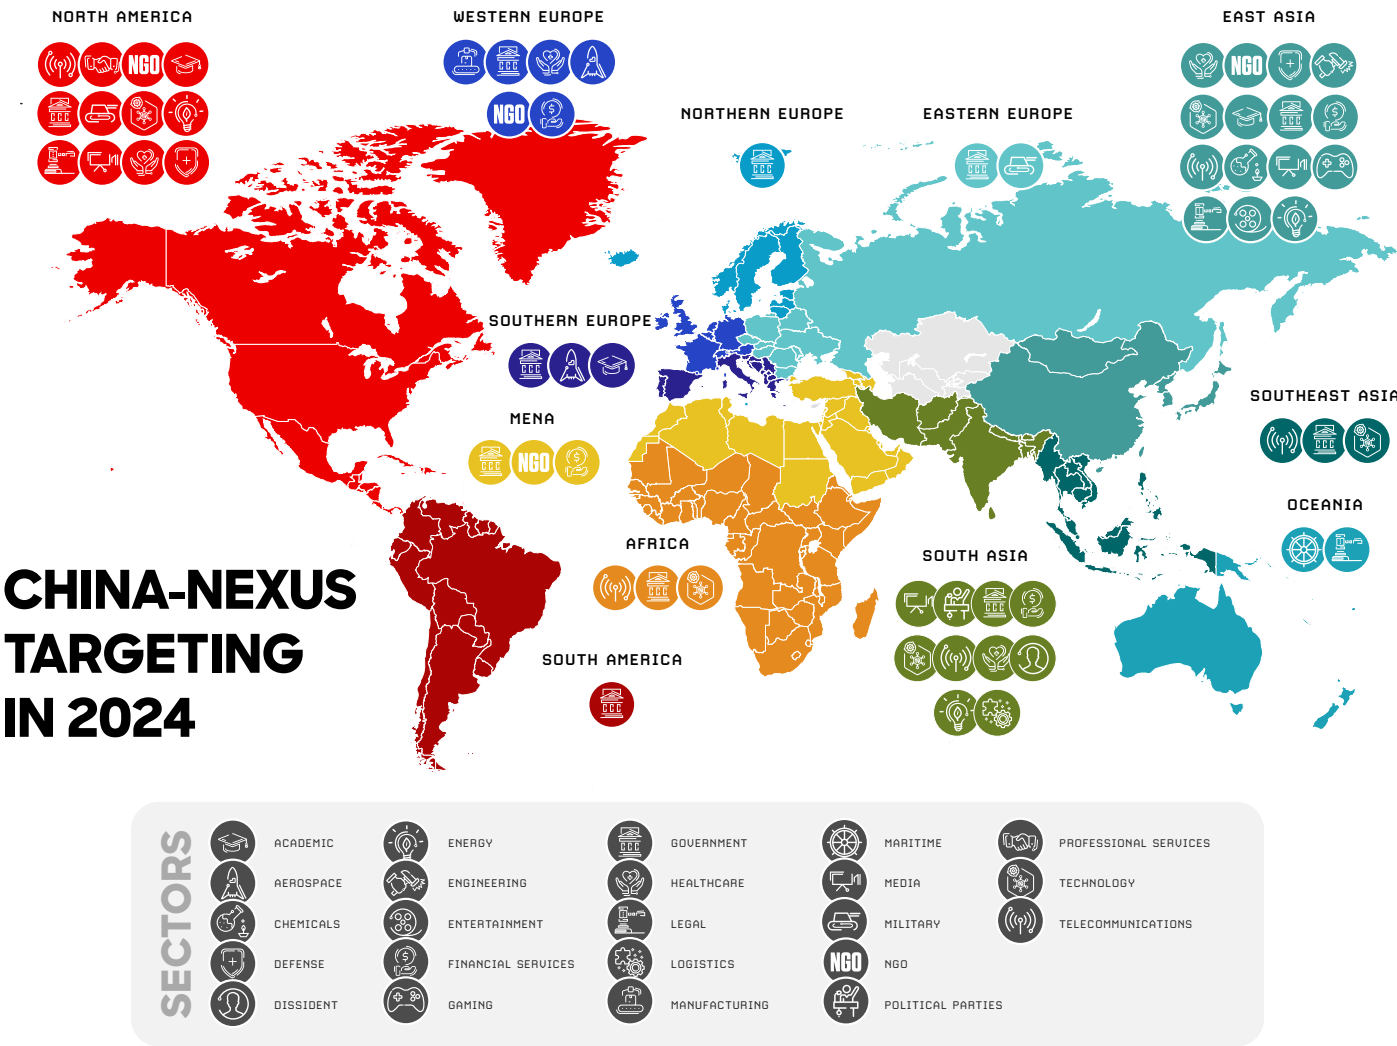 NORTH AMERICA
NGO
WESTERN EUROPE
NGO
NORTHERN EUROPE
EASTERN EUROPE
EAST ASIA
NGO
SOUTHERN EUROPE
MENA
NGO
SOUTHEAST ASIA
OCEANIA
AFRICA
SOUTH ASIA
SOUTH AMERICA
CHINA-NEXUS
TARGETING
IN 2024
SECTORS
ACADEMIC
AEROSPACE
CHEMICALS
DEFENSE
DISSIDENT
ENERGY
ENGINEERING
ENTERTAINMENT
FINANCIAL SERVICES
GAMING
GOVERNMENT
HEALTHCARE
LEGAL
LOGISTICS
MANUFACTURING
MARITIME
MEDIA
MILITARY
NGO
NGO
POLITICAL PARTIES
PROFESSIONAL SERVICES
TECHNOLOGY
TELECOMMUNICATIONS